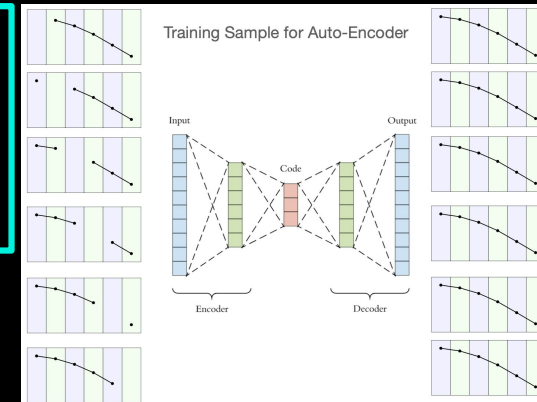 Training Sample for Auto-Encoder
Input
Output
Code
Encoder
Decoder